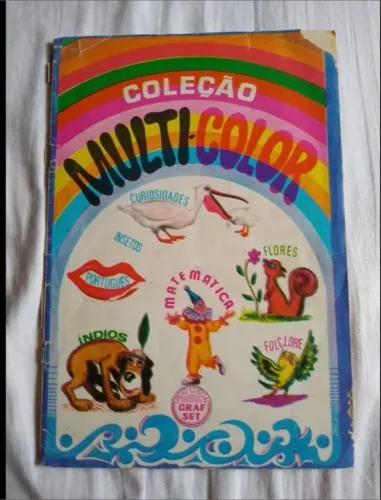 COLEÇÃO
MULTI-COLOR
CURIOSIDADES
INSETOS
FLORES
PORTUGUÊS
MATEMÁTICA
ÍNDIOS
FOLCLORE
GRAF
SET